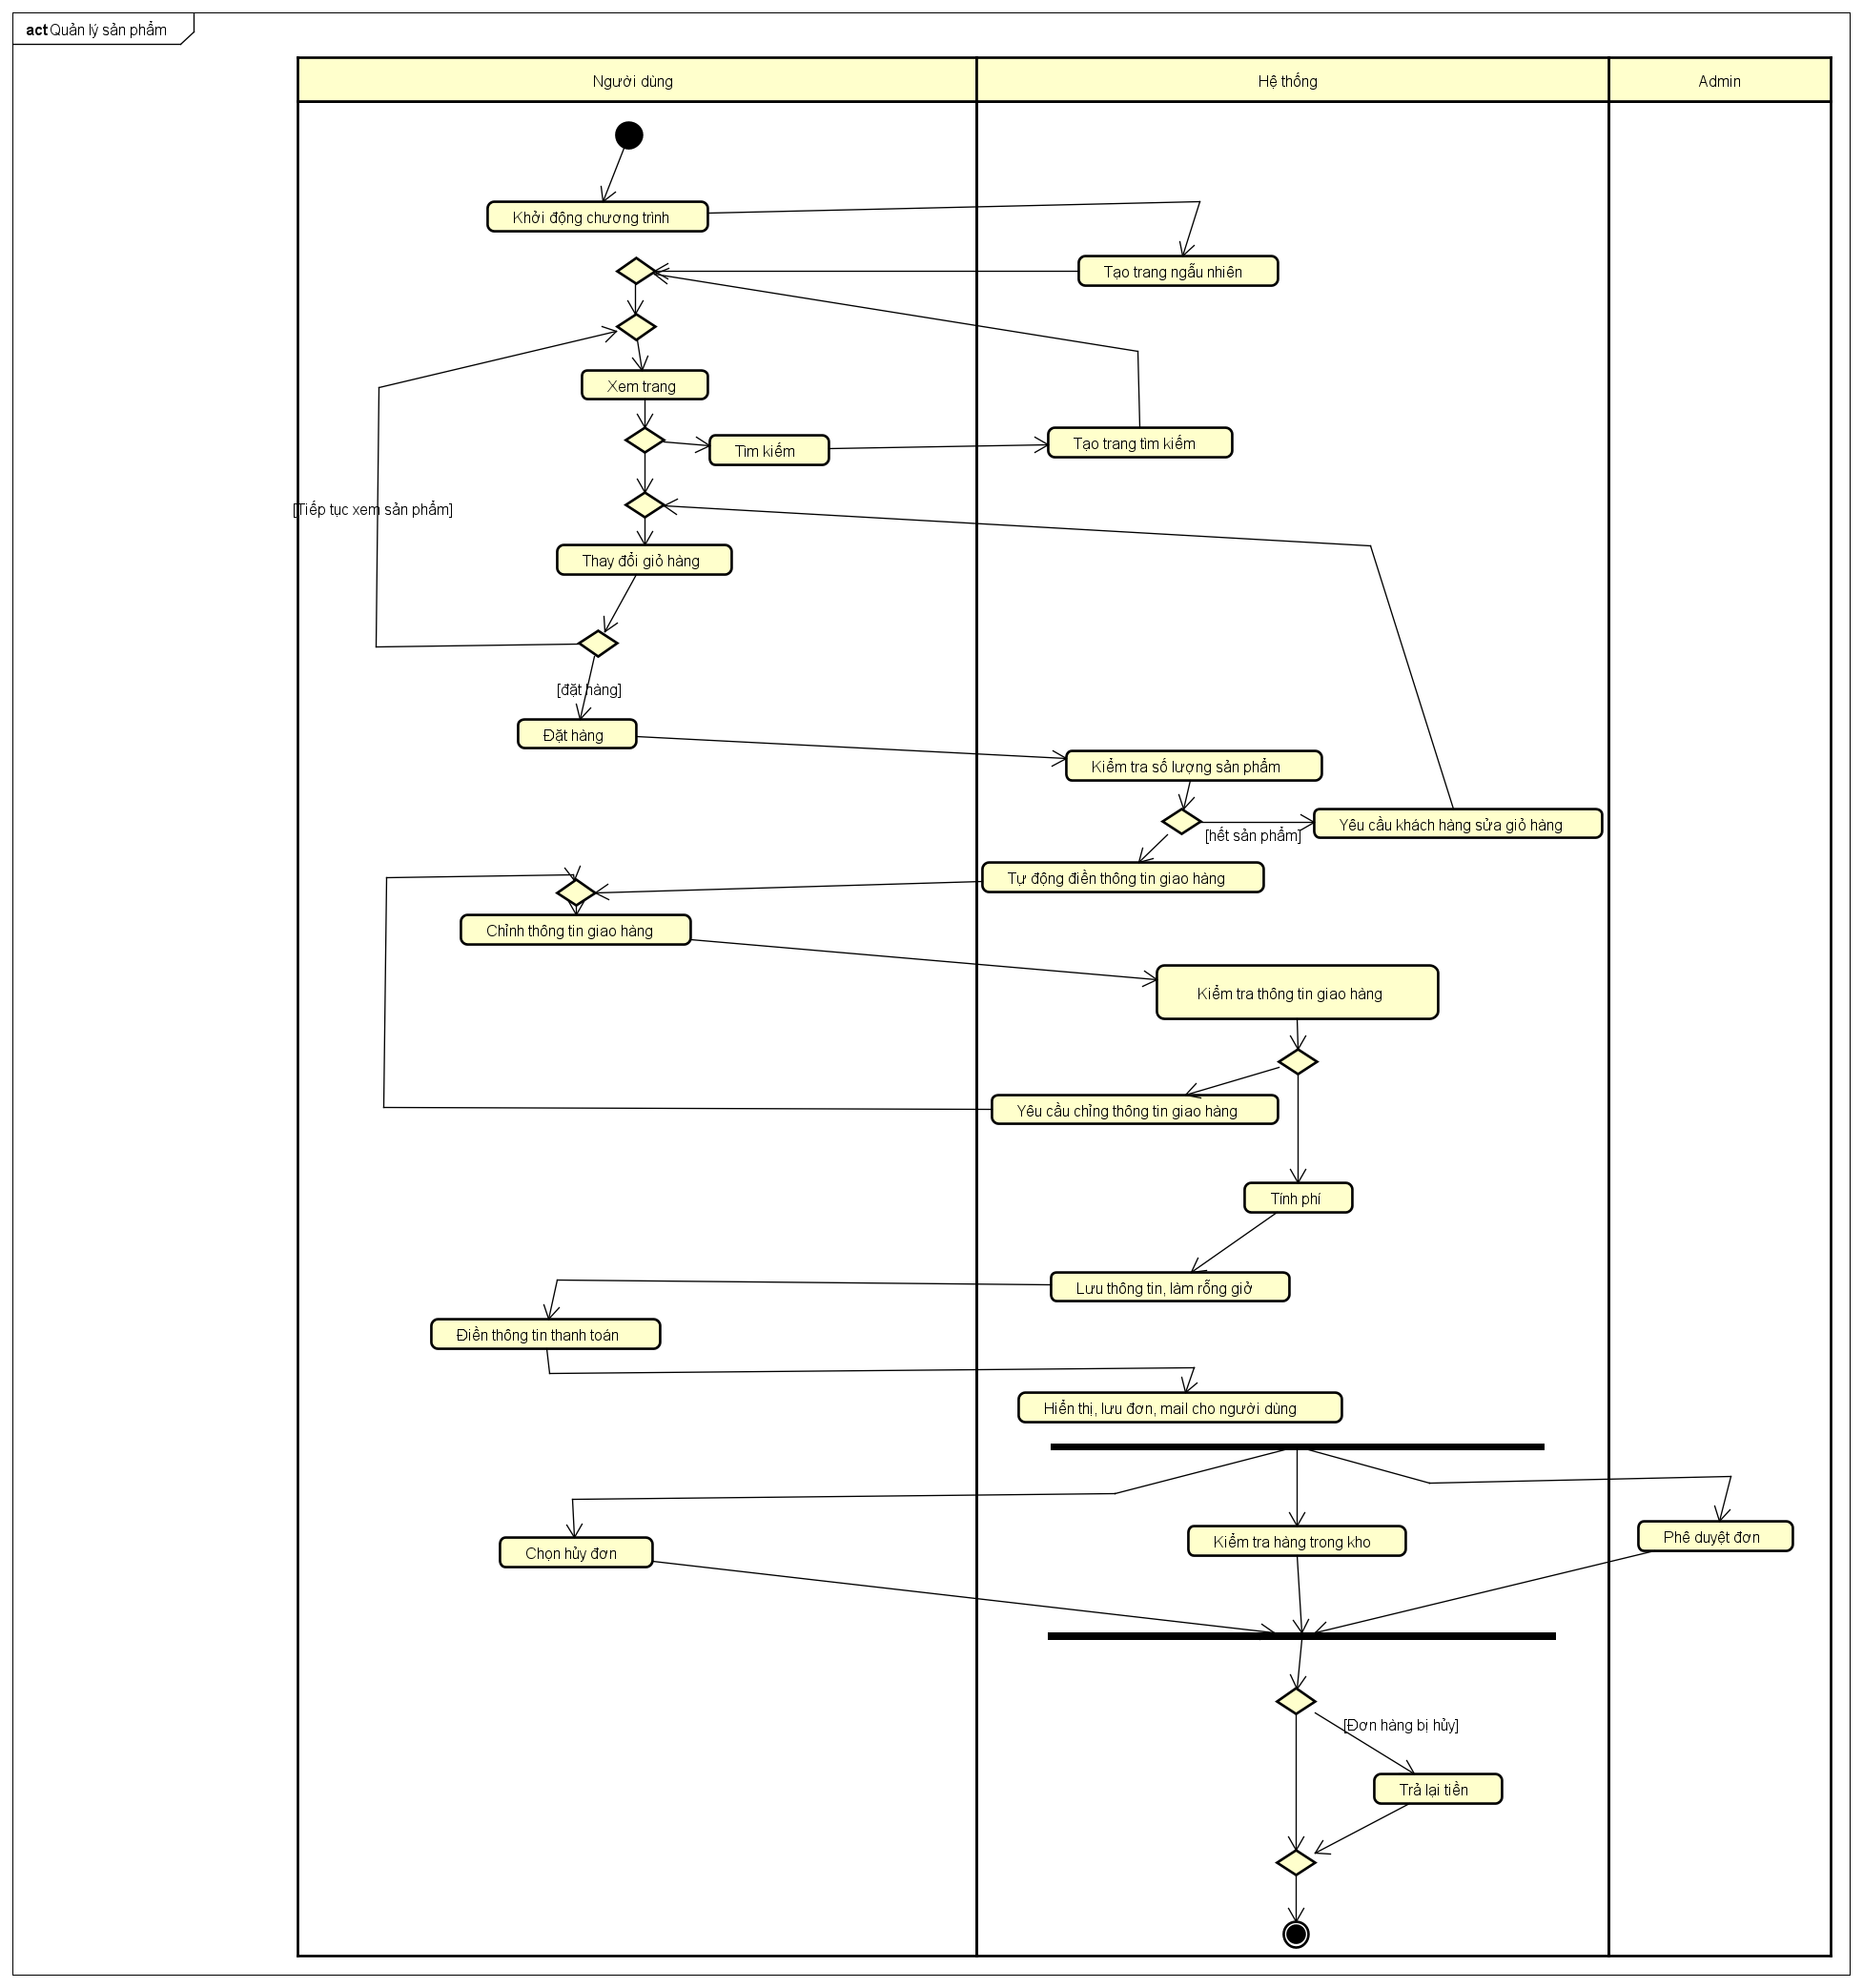 act Quản lý sản phẩm
Người dùng
Hệ thống
Admin
Khởi động chương trình
Tạo trang ngẫu nhiên
Xem trang
Tìm kiếm
Tạo trang tìm kiếm
[Tiếp tục xem sản phẩm]
Thay đổi giỏ hàng
[đặt hàng]
Đặt hàng
Kiểm tra số lượng sản phẩm
[hết sản phẩm]
Yêu cầu khách hàng sửa giỏ hàng
Tự động điền thông tin giao hàng
Chỉnh thông tin giao hàng
Kiểm tra thông tin giao hàng
Yêu cầu chỉng thông tin giao hàng
Tính phí
Lưu thông tin, làm rỗng giở
Điền thông tin thanh toán
Hiển thị, lưu đơn, mail cho người dùng
Chọn hủy đơn
Kiểm tra hàng trong kho
Phê duyệt đơn
[Đơn hàng bị hủy]
Trả lại tiền